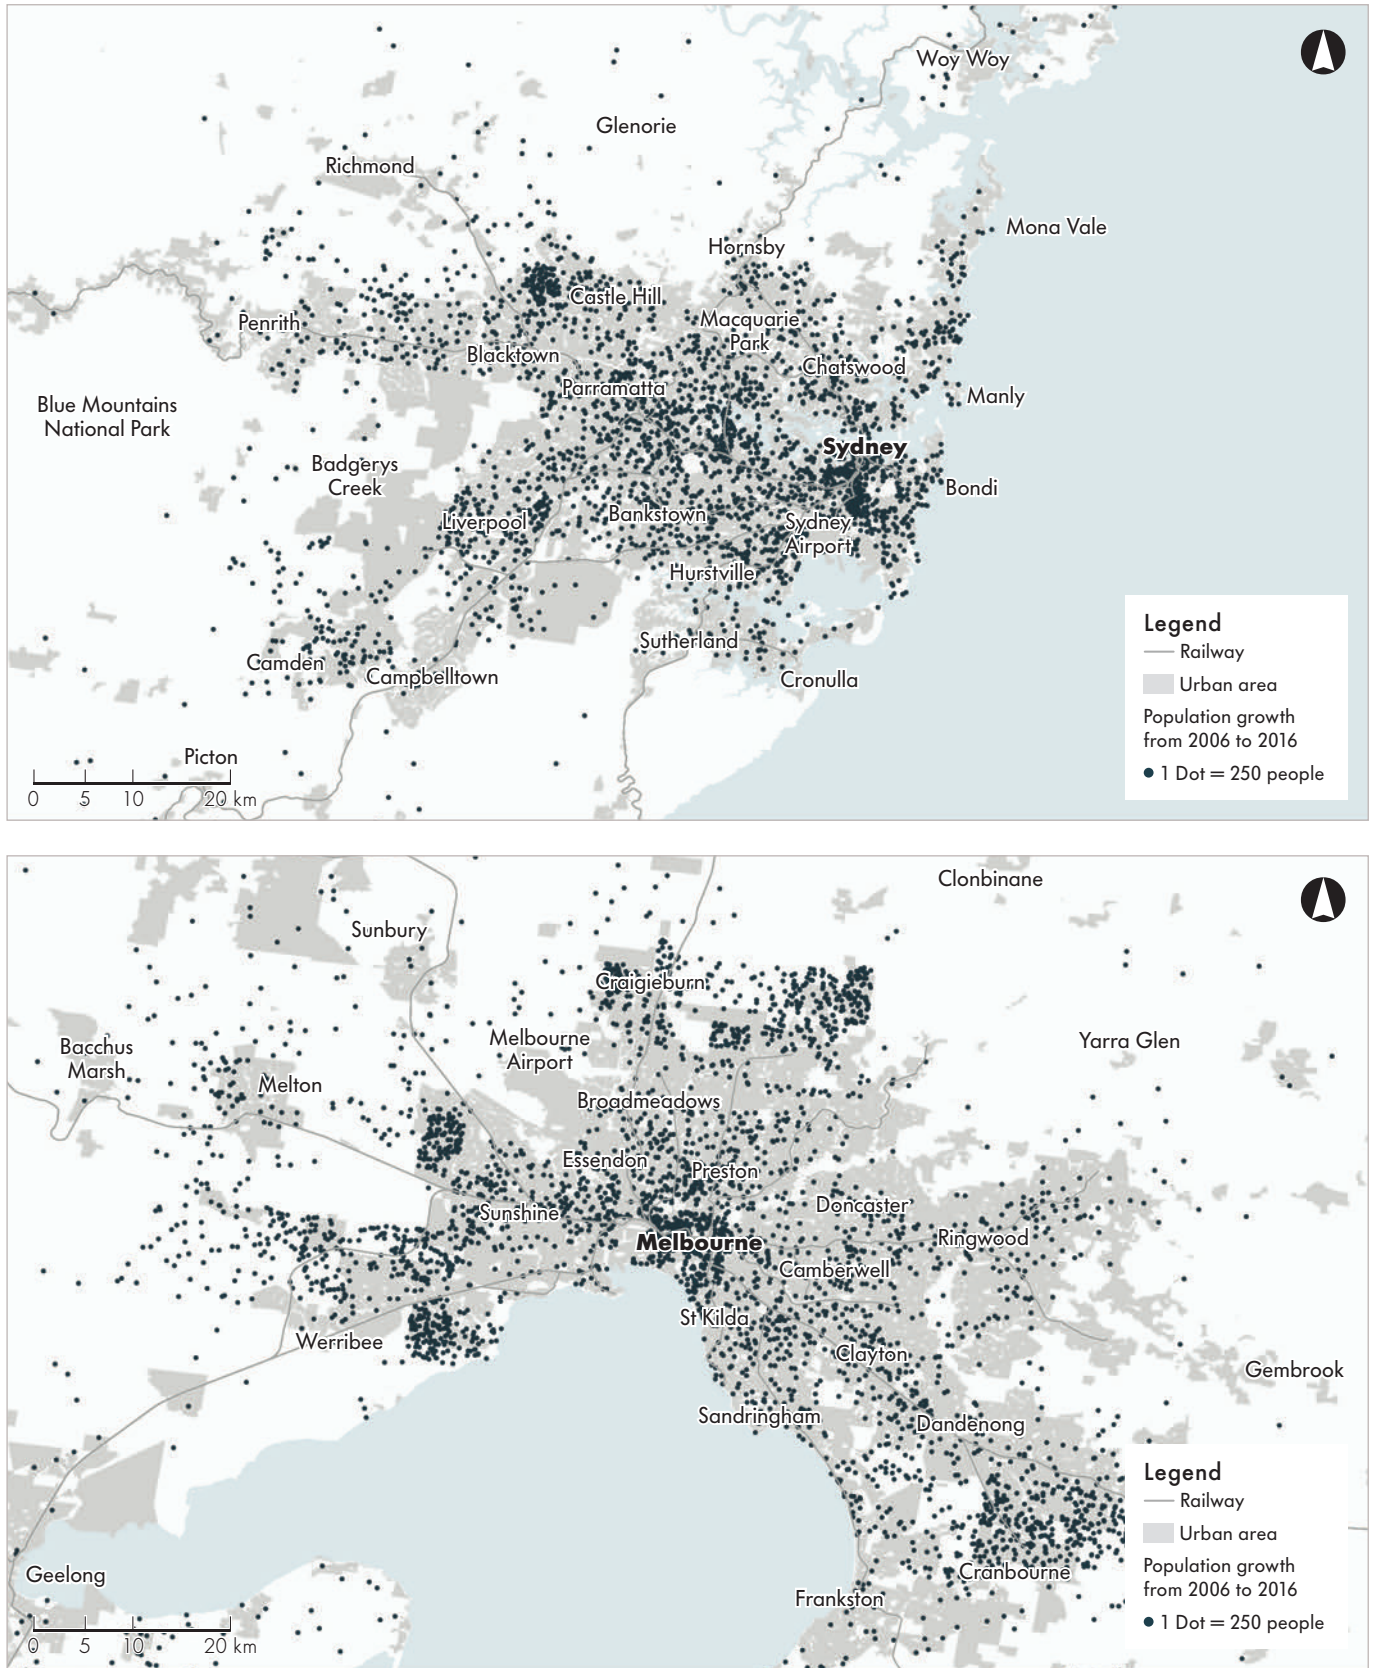 Woy Woy
Glenorie
Richmond
Mona Vale
Hornsby
Castle Hill
Penrith
Macquarie
Park
Blacktown
Chatswood
Parramatta
Manly
Blue Mountains
National Park
Sydney
Badgerys
Creek
Bondi
Liverpool
Bankstown
Sydney
Airport
Hurstville
Sutherland
Camden
Campbelltown
Cronulla
Picton
0 5 10 20 km
Legend
Railway
Urban area
Population growth
from 2006 to 2016
1 Dot = 250 people
Clonbinane
Sunbury
Craigieburn
Bacchus
Marsh
Melbourne
Airport
Yarra Glen
Melton
Broadmeadows
Essendon
Preston
Sunshine
Doncaster
Melbourne
Ringwood
Camberwell
St Kilda
Werribee
Clayton
Gembrook
Sandringham
Dandenong
Geelong
Cranbourne
Frankston
0 5 10 20 km
Legend
Railway
Urban area
Population growth
from 2006 to 2016
1 Dot = 250 people